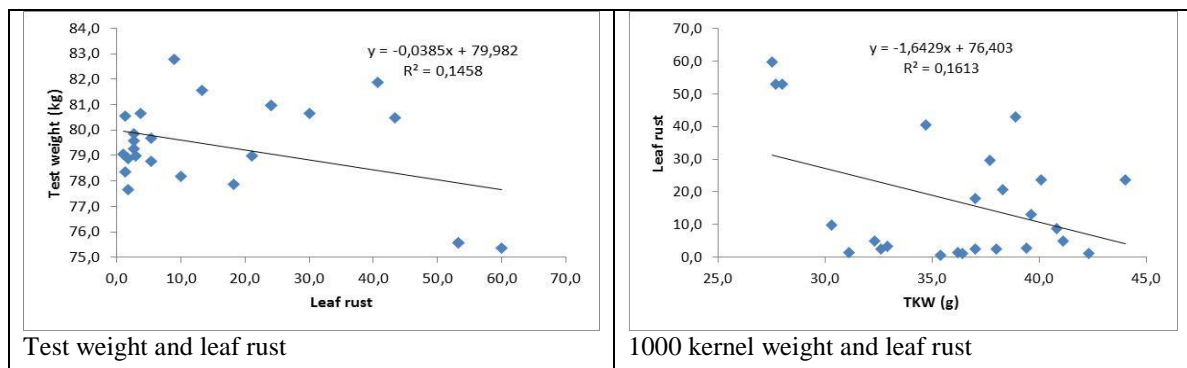 84,0
83,0
82,0
81,0
80,0
79,0
78,0
77,0
76,0
75,0
Test weight (kg)
y = -0,0385x + 79,982
R² = 0,1458
0,0 10,0 20,0 30,0 40,0 50,0 60,0 70,0
Leaf rust
Test weight and leaf rust
70,0
60,0
50,0
40,0
30,0
20,0
10,0
0,0
Leaf rust
y = -1,6429x + 76,403
R² = 0,1613
25,0 30,0 35,0 40,0 45,0
TKW (g)
1000 kernel weight and leaf rust